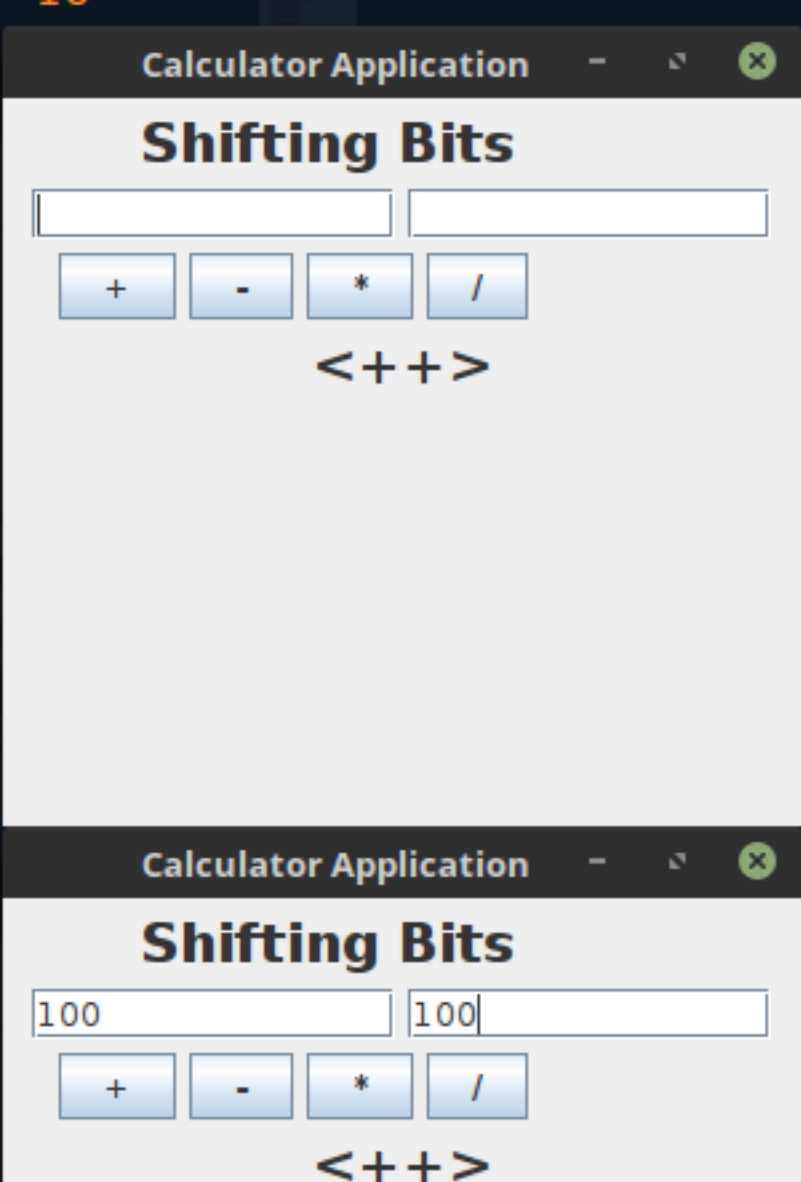 Calculator Application
Shifting Bits
+ - * /
<++>
Calculator Application
Shifting Bits
100 100
+ - * /
<++>